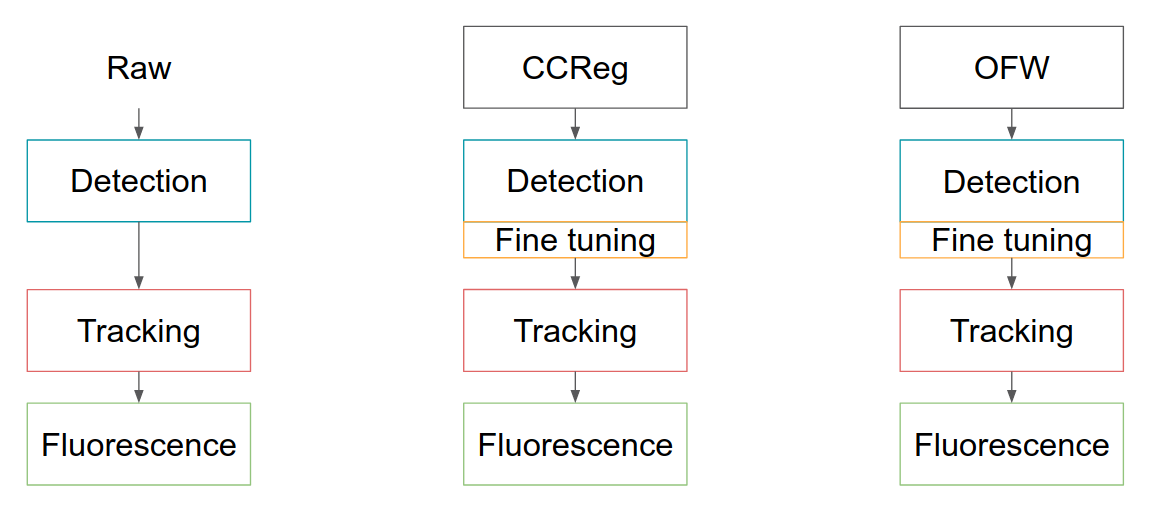 Raw
Detection
Tracking
Fluorescence
CCReg
Detection
Fine tuning
Tracking
Fluorescence
OFW
Detection
Fine tuning
Tracking
Fluorescence